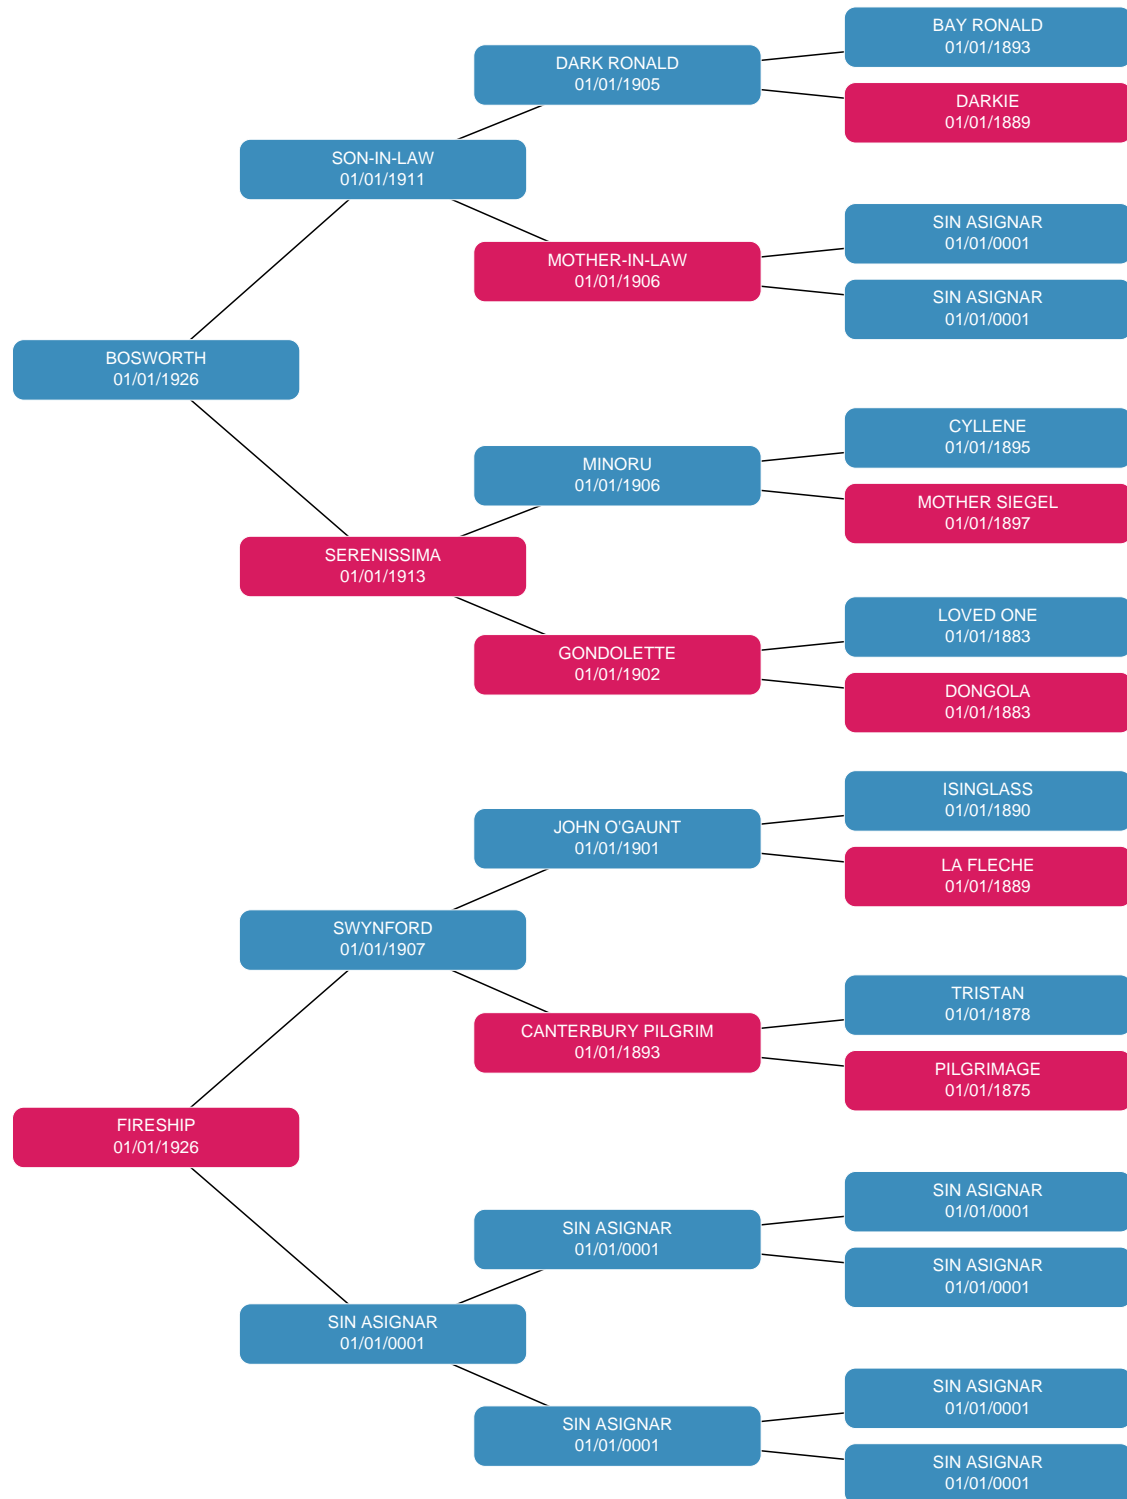 BAY RONALD
01/01/1893
DARK RONALD
01/01/1905
DARKIE
01/01/1889
SON-IN-LAW
01/01/1911
SIN ASIGNAR
01/01/0001
MOTHER-IN-LAW
01/01/1906
SIN ASIGNAR
01/01/0001
BOSWORTH
01/01/1926
CYLLENE
01/01/1895
MINORU
01/01/1906
MOTHER SIEGEL
01/01/1897
SERENISSIMA
01/01/1913
LOVED ONE
01/01/1883
GONDOLETTE
01/01/1902
DONGOLA
01/01/1883
ISINGLASS
01/01/1890
JOHN O'GAUNT
01/01/1901
LA FLECHE
01/01/1889
SWYNFORD
01/01/1907
TRISTAN
01/01/1878
CANTERBURY PILGRIM
01/01/1893
PILGRIMAGE
01/01/1875
FIRESHIP
01/01/1926
SIN ASIGNAR
01/01/0001
SIN ASIGNAR
01/01/0001
SIN ASIGNAR
01/01/0001
SIN ASIGNAR
01/01/0001
SIN ASIGNAR
01/01/0001
SIN ASIGNAR
01/01/0001
SIN ASIGNAR
01/01/0001